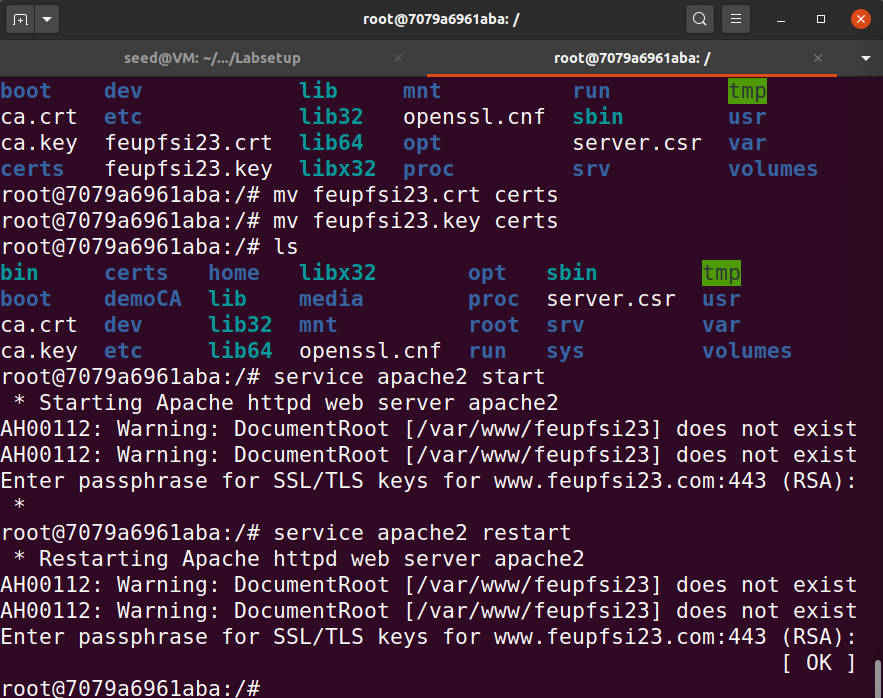 root@7079a6961aba: /
seed@VM: ~/.../Labsetup
root@7079a6961aba: /
boot dev lib mnt run tmp
ca.crt etc lib32 openssl.cnf sbin usr
ca.key feupfsi23.crt lib64 opt server.csr var
certs feupfsi23.key libx32 proc srv volumes
root@7079a6961aba:/# mv feupfsi23.crt certs
root@7079a6961aba:/# mv feupfsi23.key certs
root@7079a6961aba:/# ls
bin certs home libx32 opt sbin tmp
boot demoCA lib media proc server.csr usr
ca.crt dev lib32 mnt root srv var
ca.key etc lib64 openssl.cnf run sys volumes
root@7079a6961aba:/# service apache2 start
 * Starting Apache httpd web server apache2
AH00112: Warning: DocumentRoot [/var/www/feupfsi23] does not exist
AH00112: Warning: DocumentRoot [/var/www/feupfsi23] does not exist
Enter passphrase for SSL/TLS keys for www.feupfsi23.com:443 (RSA):
 *
root@7079a6961aba:/# service apache2 restart
 * Restarting Apache httpd web server apache2
AH00112: Warning: DocumentRoot [/var/www/feupfsi23] does not exist
AH00112: Warning: DocumentRoot [/var/www/feupfsi23] does not exist
Enter passphrase for SSL/TLS keys for www.feupfsi23.com:443 (RSA):
[ OK ]
root@7079a6961aba:/#